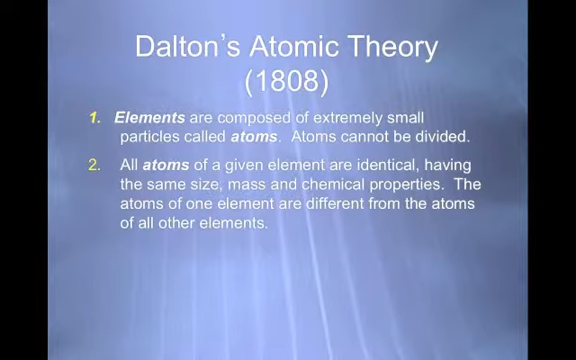 Dalton's Atomic Theory
(1808)
1. Elements are composed of extremely small
particles called atoms. Atoms cannot be divided.
2. All atoms of a given element are identical, having
the same size, mass and chemical properties. The
atoms of one element are different from the atoms
of all other elements.